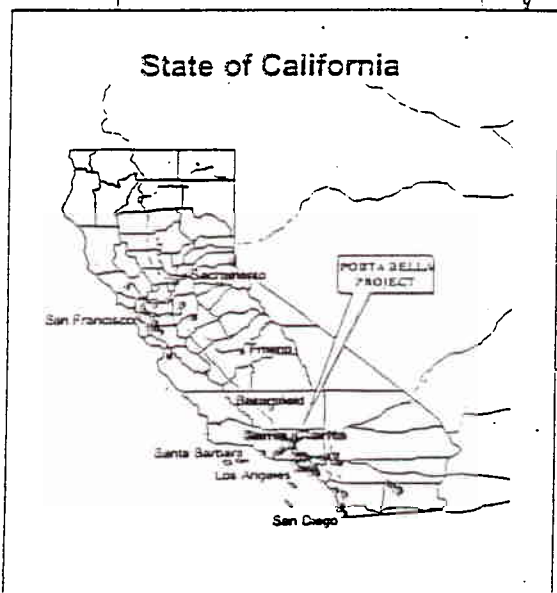 State of California
Sacramento
PORTA BELLA
PROJECT
San Francisco
Fresno
Bakersfield
Santa Clarita
Santa Barbara
Los Angeles
San Diego